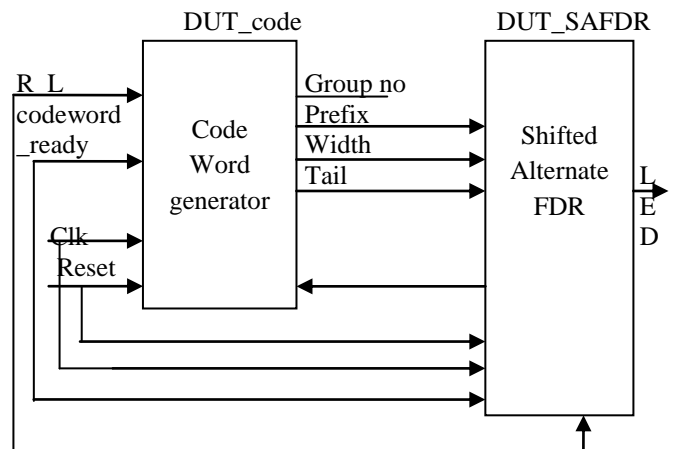 DUT_code
DUT_SAFDR
R_L
codeword
_ready
Clk
Reset
Code
Word
generator
Group no
Prefix
Width
Tail
Shifted
Alternate
FDR
L
E
D